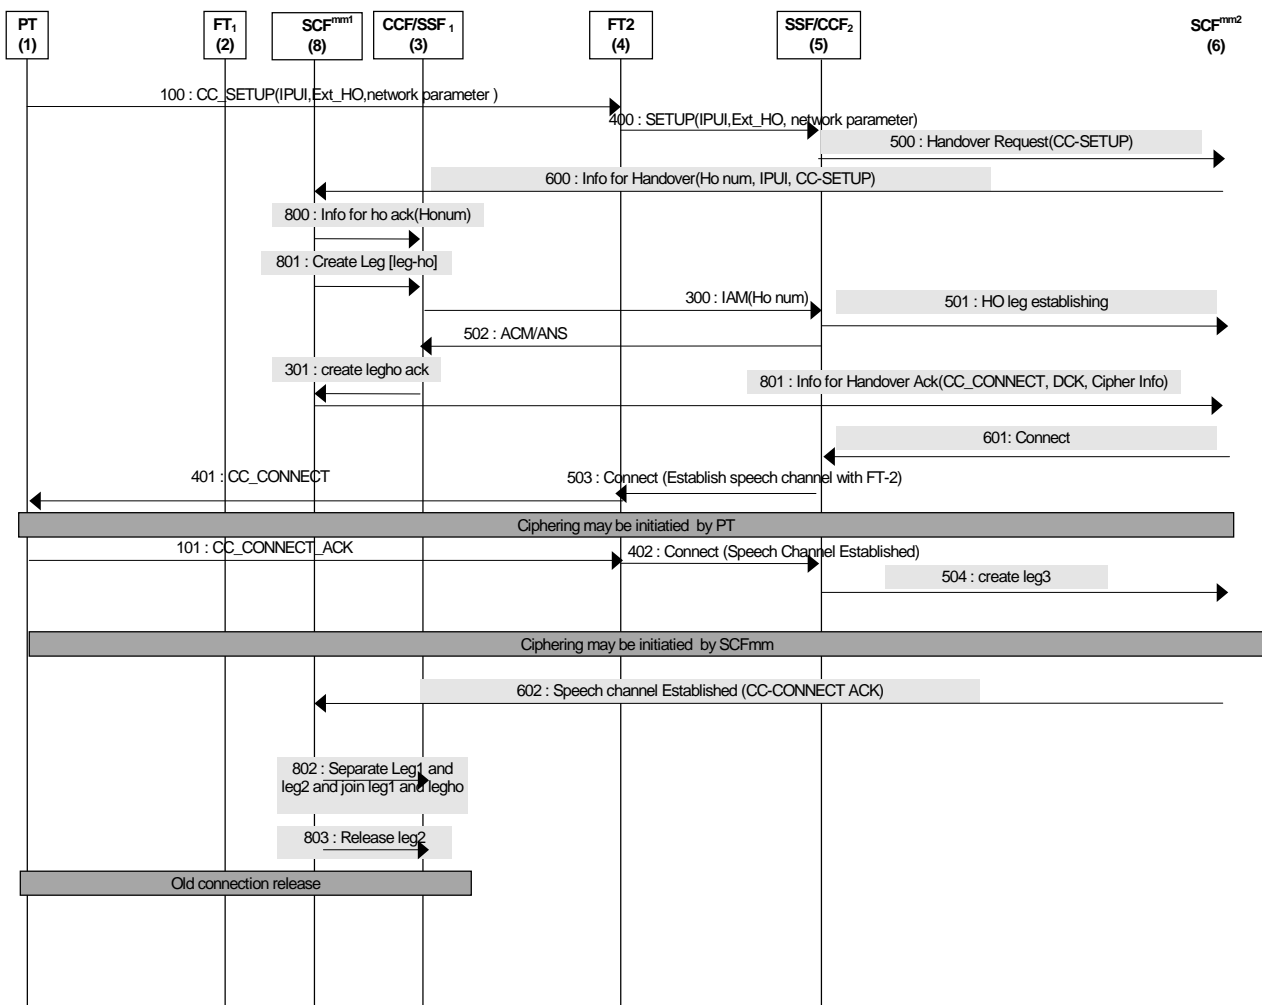 PT
(1)
FT1
(2)
SCFmm1
(8)
CCF/SSF 1
(3)
FT2
(4)
SSF/CCF2
(5)
SCFmm2
(6)
100 : CC_SETUP(IPUI,Ext_HO,network parameter )
400 : SETUP(IPUI,Ext_HO, network parameter)
500 : Handover Request(CC-SETUP)
600 : Info for Handover(Ho num, IPUI, CC-SETUP)
800 : Info for ho ack(Honum)
801 : Create Leg [leg-ho]
300 : IAM(Ho num)
501 : HO leg establishing
502 : ACM/ANS
301 : create legho ack
801 : Info for Handover Ack(CC_CONNECT, DCK, Cipher Info)
601: Connect
401 : CC_CONNECT
503 : Connect (Establish speech channel with FT-2)
Ciphering may be initiatied by PT
101 : CC_CONNECT_ACK
402 : Connect (Speech Channel Established)
504 : create leg3
Ciphering may be initiatied by SCFmm
602 : Speech channel Established (CC-CONNECT ACK)
802 : Separate Leg1 and
leg2 and join leg1 and legho
803 : Release leg2
Old connection release